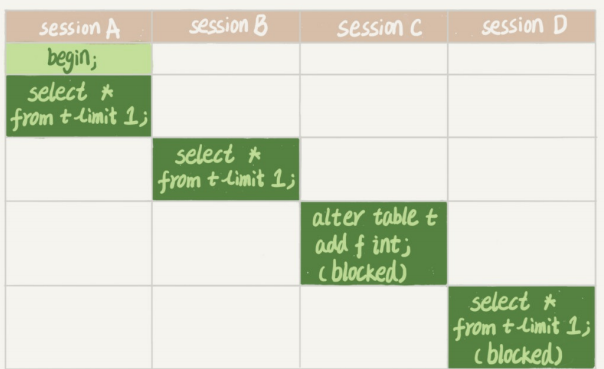 session A
session B
session C
session D
begin;
select *
from t limit 1;
select *
from t limit 1;
alter table t
add f int;
(blocked)
select *
from t limit 1;
(blocked)